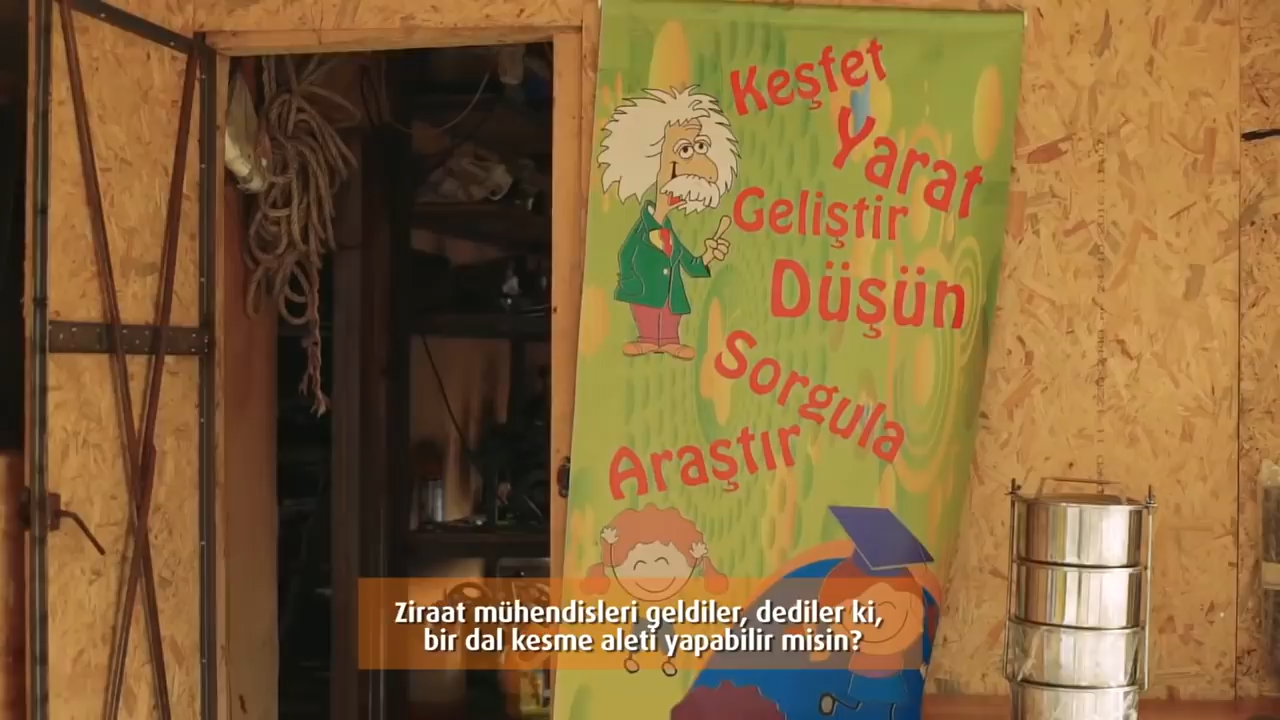 Keşfet
Yarat
Geliştir
Düşün
Sorgula
Araştır
Ziraat mühendisleri geldiler, dediler ki,
bir dal kesme aleti yapabilir misin?